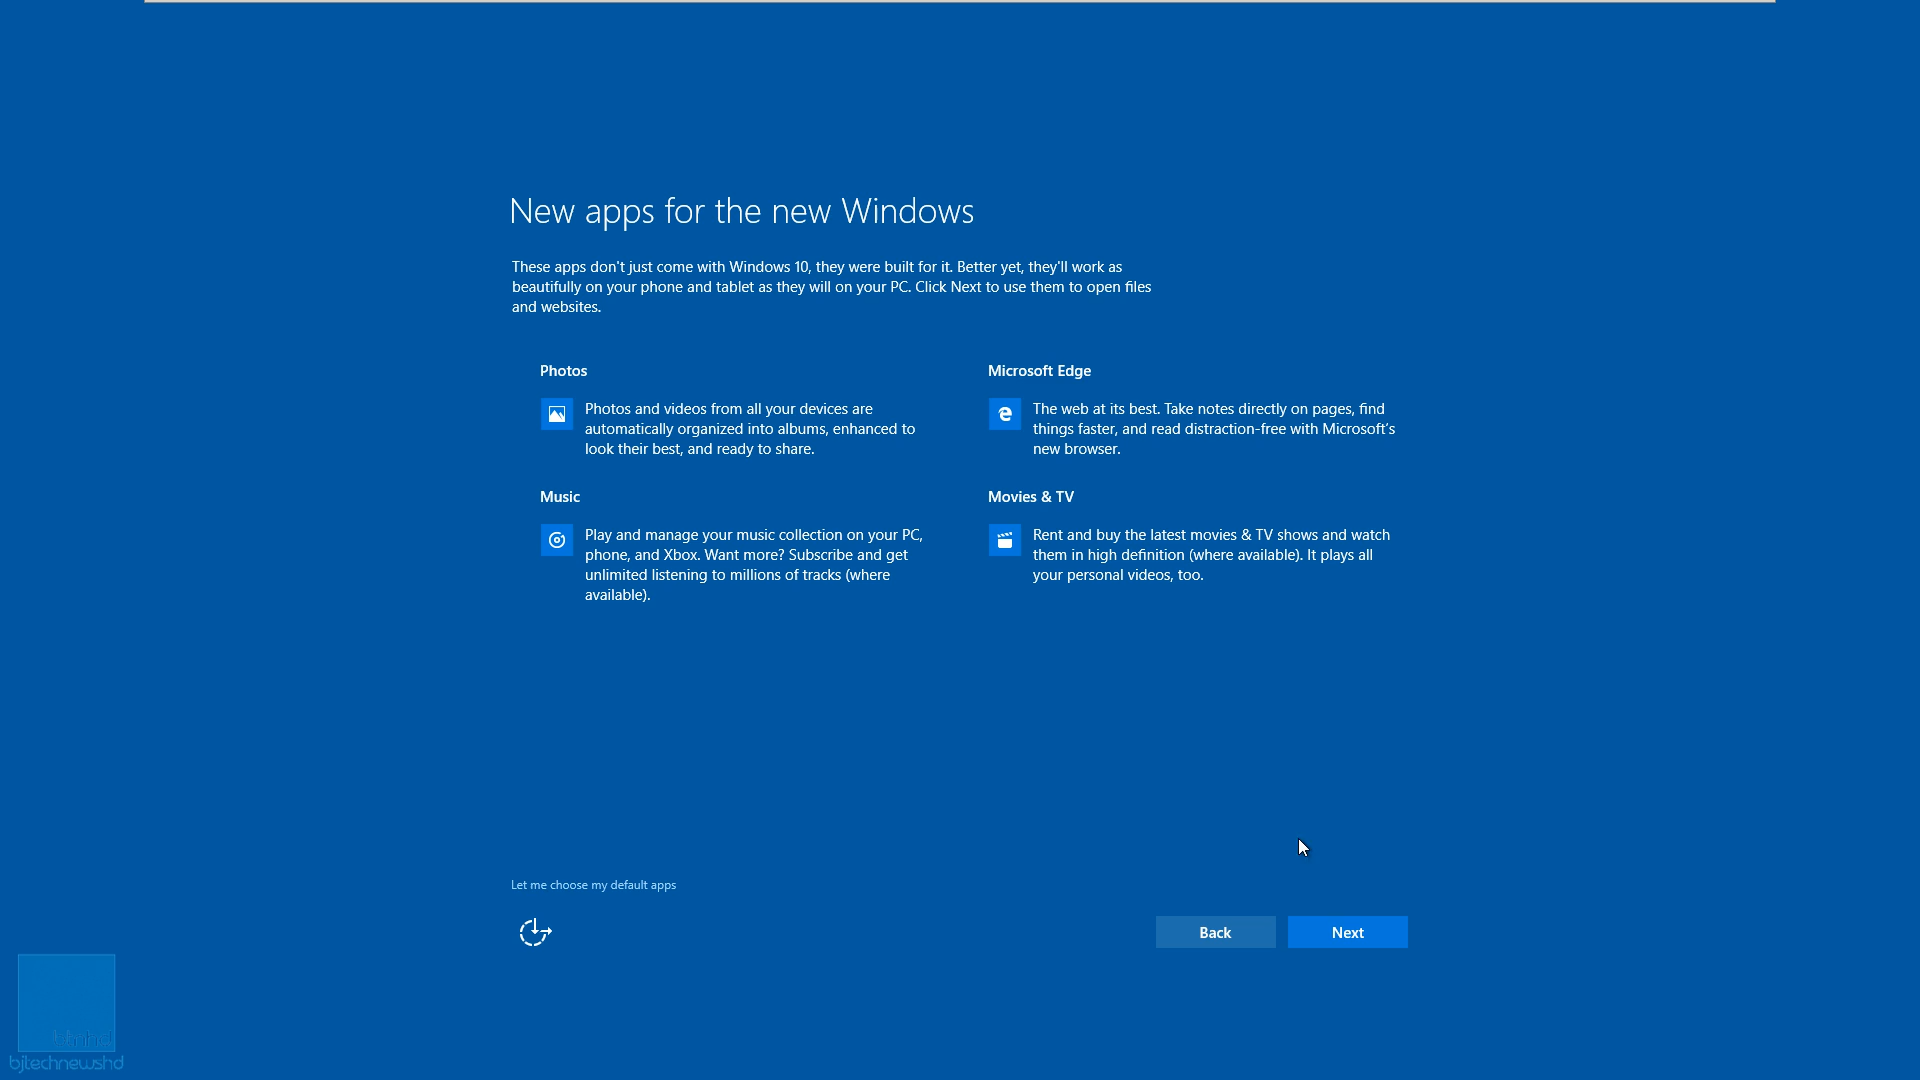 New apps for the new Windows
These apps don't just come with Windows 10, they were built for it. Better yet, they'll work as
beautifully on your phone and tablet as they will on your PC. Click Next to use them to open files
and websites.
Photos
Photos and videos from all your devices are
automatically organized into albums, enhanced to
look their best, and ready to share.
Microsoft Edge
The web at its best. Take notes directly on pages, find
things faster, and read distraction-free with Microsoft’s
new browser.
Music
Play and manage your music collection on your PC,
phone, and Xbox. Want more? Subscribe and get
unlimited listening to millions of tracks (where
available).
Movies & TV
Rent and buy the latest movies & TV shows and watch
them in high definition (where available). It plays all
your personal videos, too.
Let me choose my default apps
Back
Next
bjtechnewshd